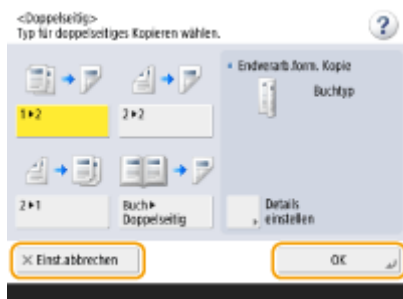 <Doppelseitig>
Typ für doppelseitiges Kopieren wählen.
?
Endverarb.form. Kopie
Buchtyp
1▶2
2▶2
2▶1
Buch▶
Doppelseitig
Details
einstellen
× Einst.abbrechen
OK